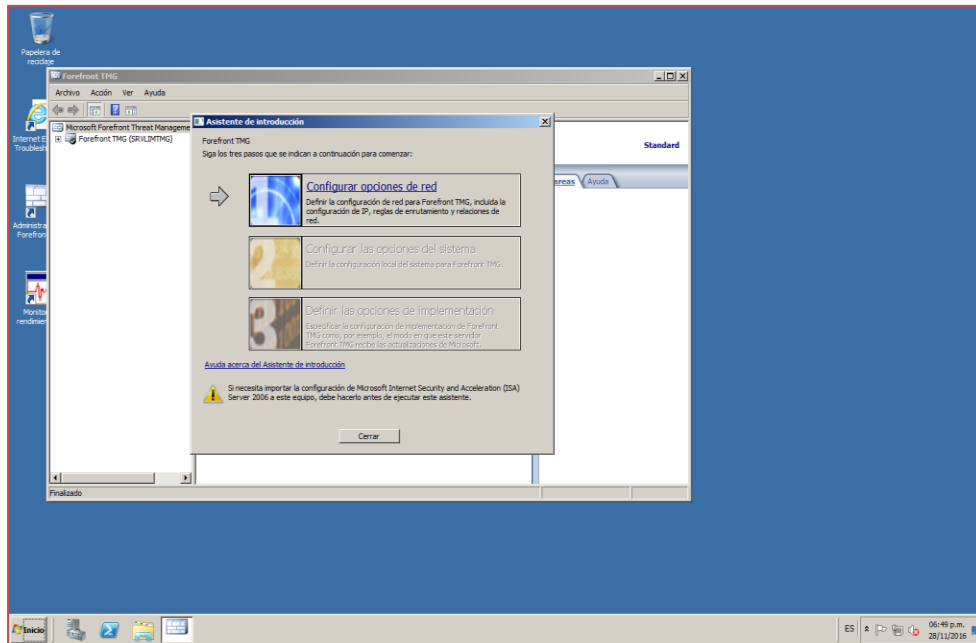 Papelera de
reciclaje
Forefront TMG
Archivo Acción Ver Ayuda
Microsoft Forefront Threat Manageme
Forefront TMG (SRVLIMTMG)
Internet E
Troublesh
Administra
Forefron
Monito
rendimien
Asistente de introducción
Forefront TMG
Siga los tres pasos que se indican a continuación para comenzar:
Configurar opciones de red
Definir la configuración de red para Forefront TMG, incluida la
configuración de IP, reglas de enrutamiento y relaciones de
red.
2
Configurar las opciones del sistema
Definir la configuración local del sistema para Forefront TMG.
3
Definir las opciones de implementación
Especificar la configuración de implementación de Forefront
TMG como, por ejemplo, el modo en que este servidor
Forefront TMG recibe las actualizaciones de Microsoft.
Ayuda acerca del Asistente de introducción
Si necesita importar la configuración de Microsoft Internet Security and Acceleration (ISA)
Server 2006 a este equipo, debe hacerlo antes de ejecutar este asistente.
Cerrar
Standard
areas Ayuda
Finalizado
Inicio
ES
06:49 p.m.
28/11/2016